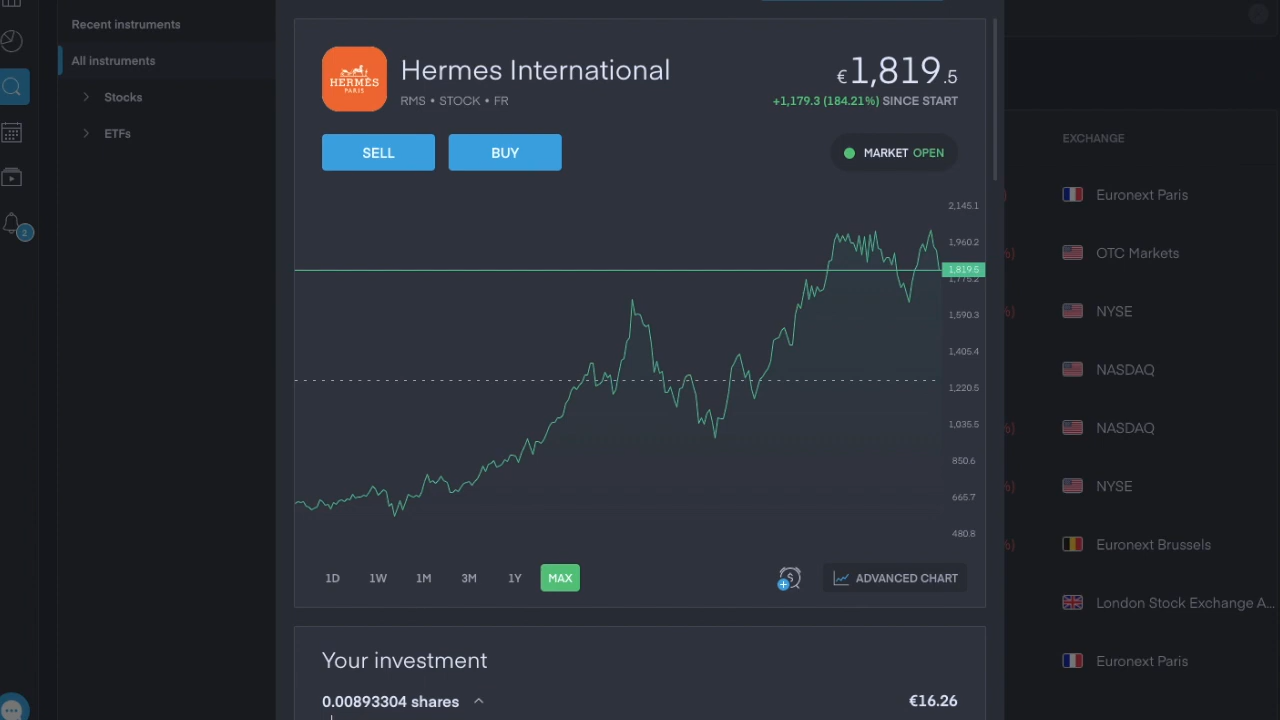 Recent instruments
All instruments
Stocks
ETFs
2
HERMÈS
PARIS
Hermes International
RMS • STOCK • FR
€1,819.5
+1,179.3 (184.21%) SINCE START
SELL
BUY
MARKET OPEN
2,145.1
1,960.2
1,819.5
1,775.2
1,590.3
1,405.4
1,220.5
1,035.6
850.6
665.7
480.8
1D
1W
1M
3M
1Y
MAX
$
ADVANCED CHART
Your investment
0.00893304 shares
€16.26
EXCHANGE
Euronext Paris
OTC Markets
NYSE
NASDAQ
NASDAQ
NYSE
Euronext Brussels
London Stock Exchange A...
Euronext Paris